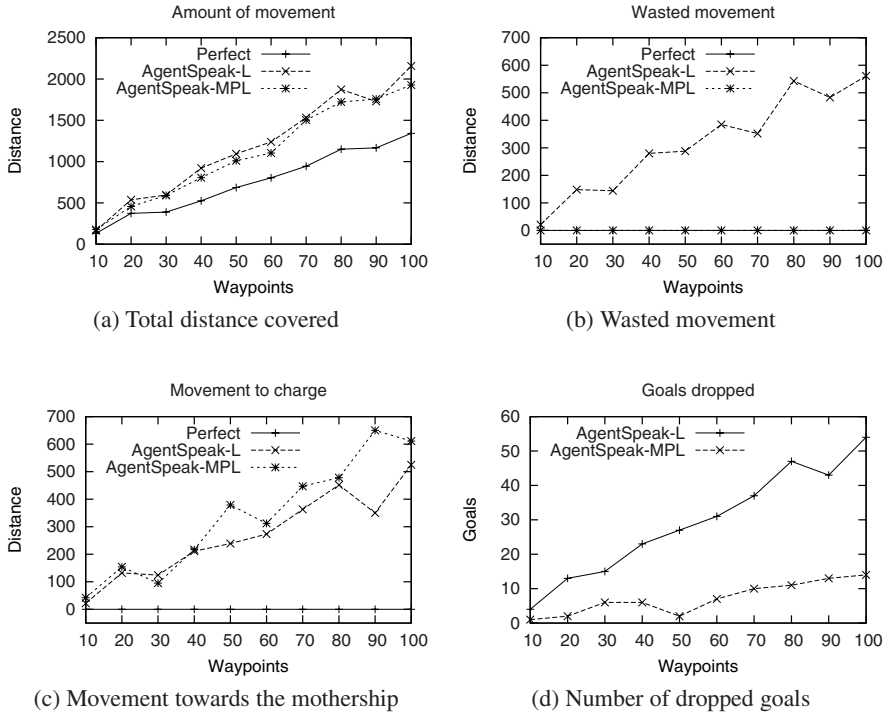 Amount of movement
2500
2000
1500
1000
500
0
Distance
Perfect
AgentSpeak-L
AgentSpeak-MPL
10 20 30 40 50 60 70 80 90 100
Waypoints
(a) Total distance covered
Wasted movement
700
600
500
400
300
200
100
0
Distance
Perfect
AgentSpeak-L
AgentSpeak-MPL
10 20 30 40 50 60 70 80 90 100
Waypoints
(b) Wasted movement
Movement to charge
700
600
500
400
300
200
100
0
Distance
Perfect
AgentSpeak-L
AgentSpeak-MPL
10 20 30 40 50 60 70 80 90 100
Waypoints
(c) Movement towards the mothership
Goals dropped
60
50
40
30
20
10
0
Goals
AgentSpeak-L
AgentSpeak-MPL
10 20 30 40 50 60 70 80 90 100
Waypoints
(d) Number of dropped goals